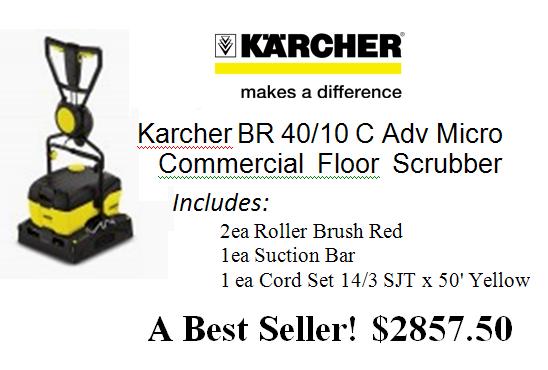 KÄRCHER
makes a difference
Karcher BR 40/10 C Adv Micro
Commercial Floor Scrubber
Includes:
2ea Roller Brush Red
1ea Suction Bar
1 ea Cord Set 14/3 SJT x 50' Yellow
A Best Seller! $2857.50